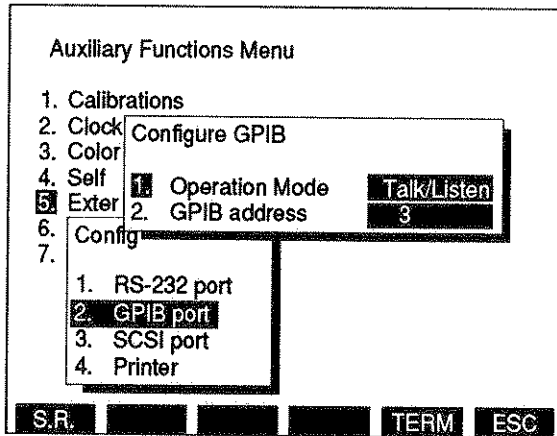 Auxiliary Functions Menu
1. Calibrations
2. Clock
3. Color
4. Self
5. Exter
6.
7.
Configure GPIB
1. Operation Mode Talk/Listen
2. GPIB address 3
Config
1. RS-232 port
2. GPIB port
3. SCSI port
4. Printer
S.R. TERM ESC